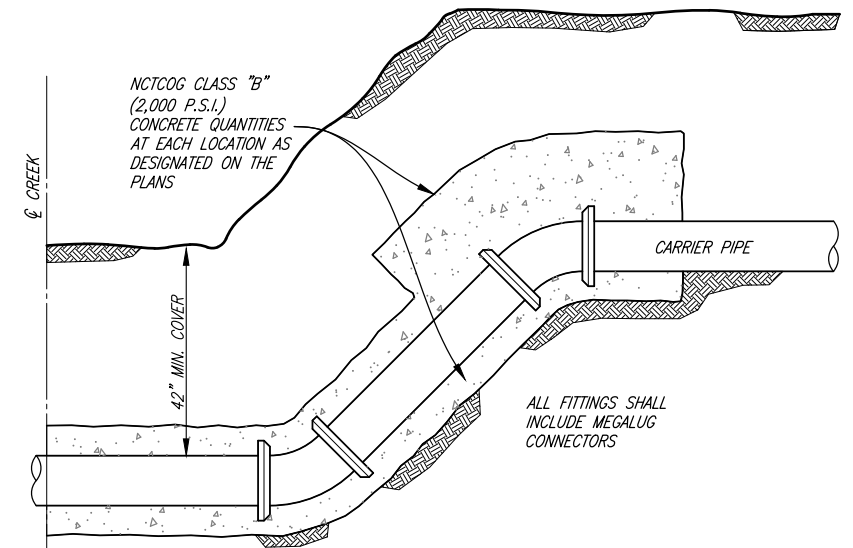 NCTCOG CLASS "B"
(2,000 P.S.I.)
CONCRETE QUANTITIES
AT EACH LOCATION AS
DESIGNATED ON THE
PLANS
℄ CREEK
42" MIN. COVER
CARRIER PIPE
ALL FITTINGS SHALL
INCLUDE MEGALUG
CONNECTORS